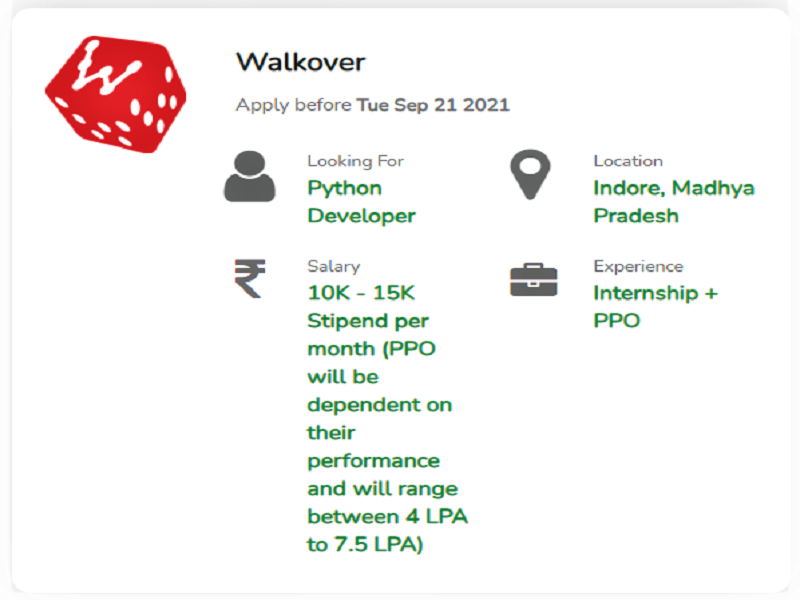 W
Walkover
Apply before Tue Sep 21 2021
Looking For
Python
Developer
Location
Indore, Madhya
Pradesh
₹
Salary
10K - 15K
Stipend per
month (PPO
will be
dependent on
their
performance
and will range
between 4 LPA
to 7.5 LPA)
Experience
Internship +
PPO